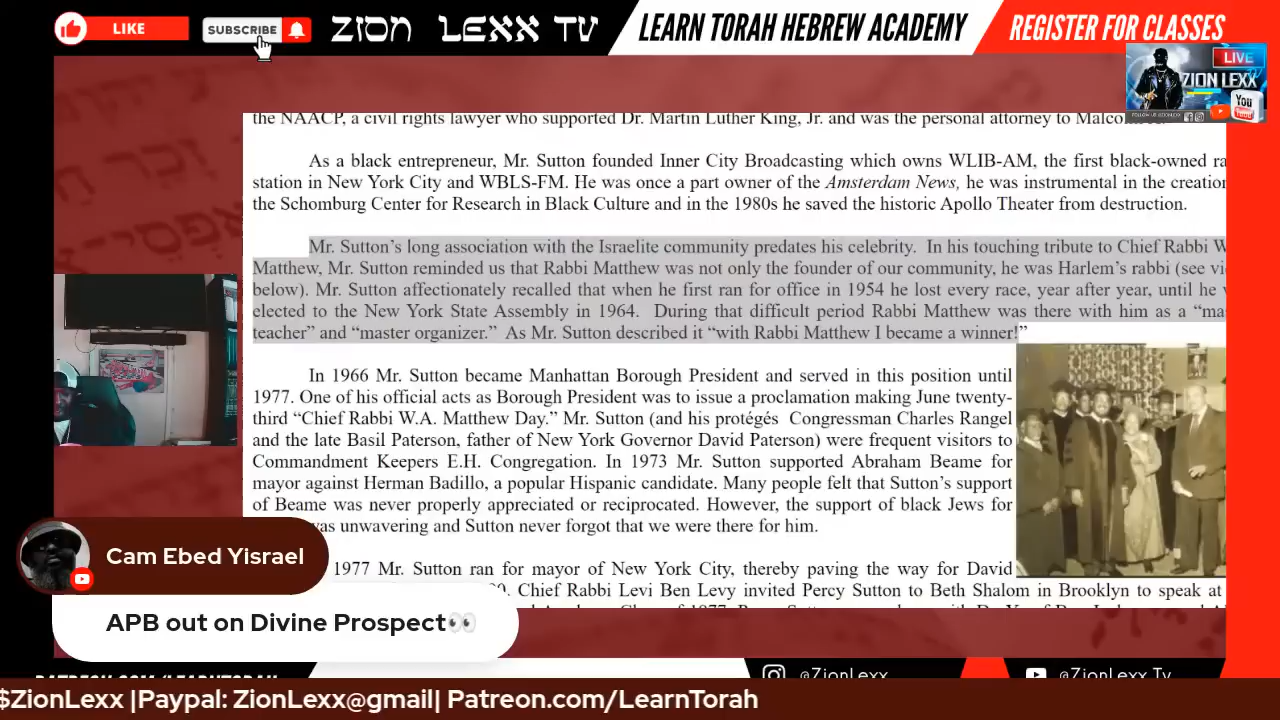 LIKE
SUBSCRIBE
ZION LEXX TV
LEARN TORAH HEBREW ACADEMY
REGISTER FOR CLASSES
LIVE
ZION LEXX
You
the NAACP, a civil rights lawyer who supported Dr. Martin Luther King, Jr. and was the personal attorney to
As a black entrepreneur, Mr. Sutton founded Inner City Broadcasting which owns WLIB-AM, the first black-owned ra
station in New York City and WBLS-FM. He was once a part owner of the Amsterdam News, he was instrumental in the creation
the Schomburg Center for Research in Black Culture and in the 1980s he saved the historic Apollo Theater from destruction.
Mr. Sutton's long association with the Israelite community predates his celebrity. In his touching tribute to Chief Rabbi W
Matthew, Mr. Sutton reminded us that Rabbi Matthew was not only the founder of our community, he was Harlem's rabbi (see vi
below). Mr. Sutton affectionately recalled that when he first ran for office in 1954 he lost every race, year after year, until he w
elected to the New York State Assembly in 1964. During that difficult period Rabbi Matthew was there with him as a "ma
teacher" and "master organizer." As Mr. Sutton described it "with Rabbi Matthew I became a winner!"
In 1966 Mr. Sutton became Manhattan Borough President and served in this position until
1977. One of his official acts as Borough President was to issue a proclamation making June twenty-
third "Chief Rabbi W.A. Matthew Day." Mr. Sutton (and his protégés Congressman Charles Rangel
and the late Basil Paterson, father of New York Governor David Paterson) were frequent visitors to
Commandment Keepers E.H. Congregation. In 1973 Mr. Sutton supported Abraham Beame for
mayor against Herman Badillo, a popular Hispanic candidate. Many people felt that Sutton's support
of Beame was never properly appreciated or reciprocated. However, the support of black Jews for
was unwavering and Sutton never forgot that we were there for him.
1977 Mr. Sutton ran for mayor of New York City, thereby paving the way for David
Chief Rabbi Levi Ben Levy invited Percy Sutton to Beth Shalom in Brooklyn to speak at
Cam Ebed Yisrael
APB out on Divine Prospect👀
PATREON.COM/LEARNTORAH
@ZionLexx
@ZionLexx Tv
$ZionLexx |Paypal: ZionLexx@gmail| Patreon.com/LearnTorah